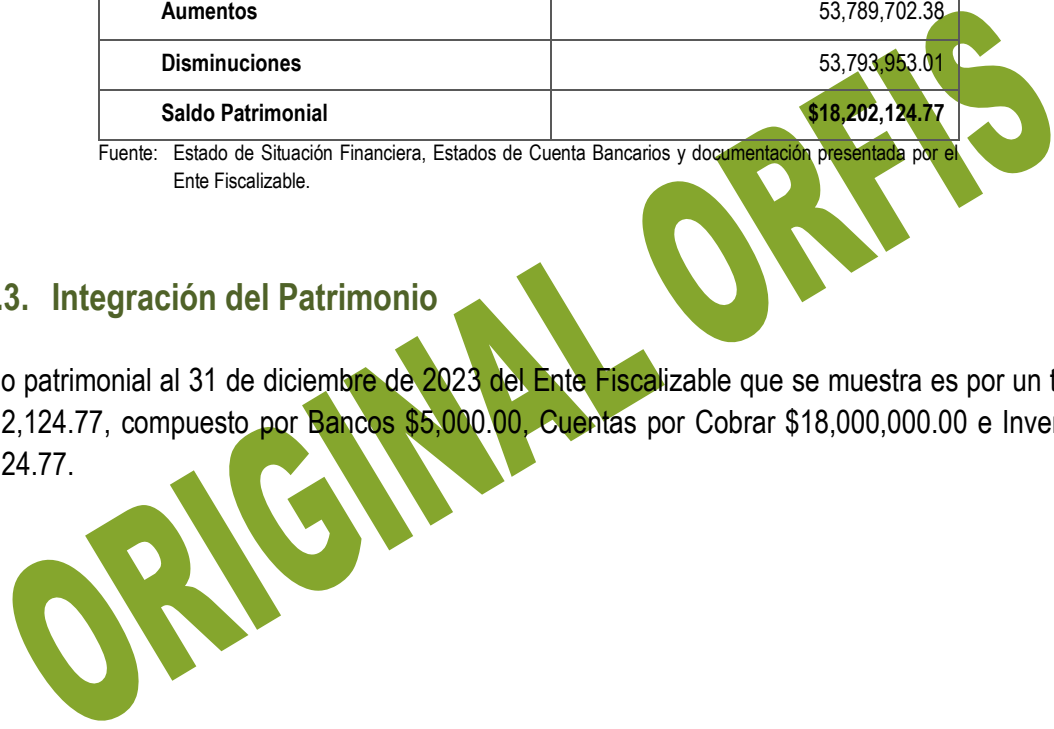 Aumentos 53,789,702.38
Disminuciones 53,793,953.01
Saldo Patrimonial $18,202,124.77
Fuente: Estado de Situación Financiera, Estados de Cuenta Bancarios y documentación presentada por el
Ente Fiscalizable.
.3. Integración del Patrimonio
o patrimonial al 31 de diciembre de 2023 del Ente Fiscalizable que se muestra es por un t
2,124.77, compuesto por Bancos $5,000.00, Cuentas por Cobrar $18,000,000.00 e Inver
24.77.
ORIGINAL ORFIS